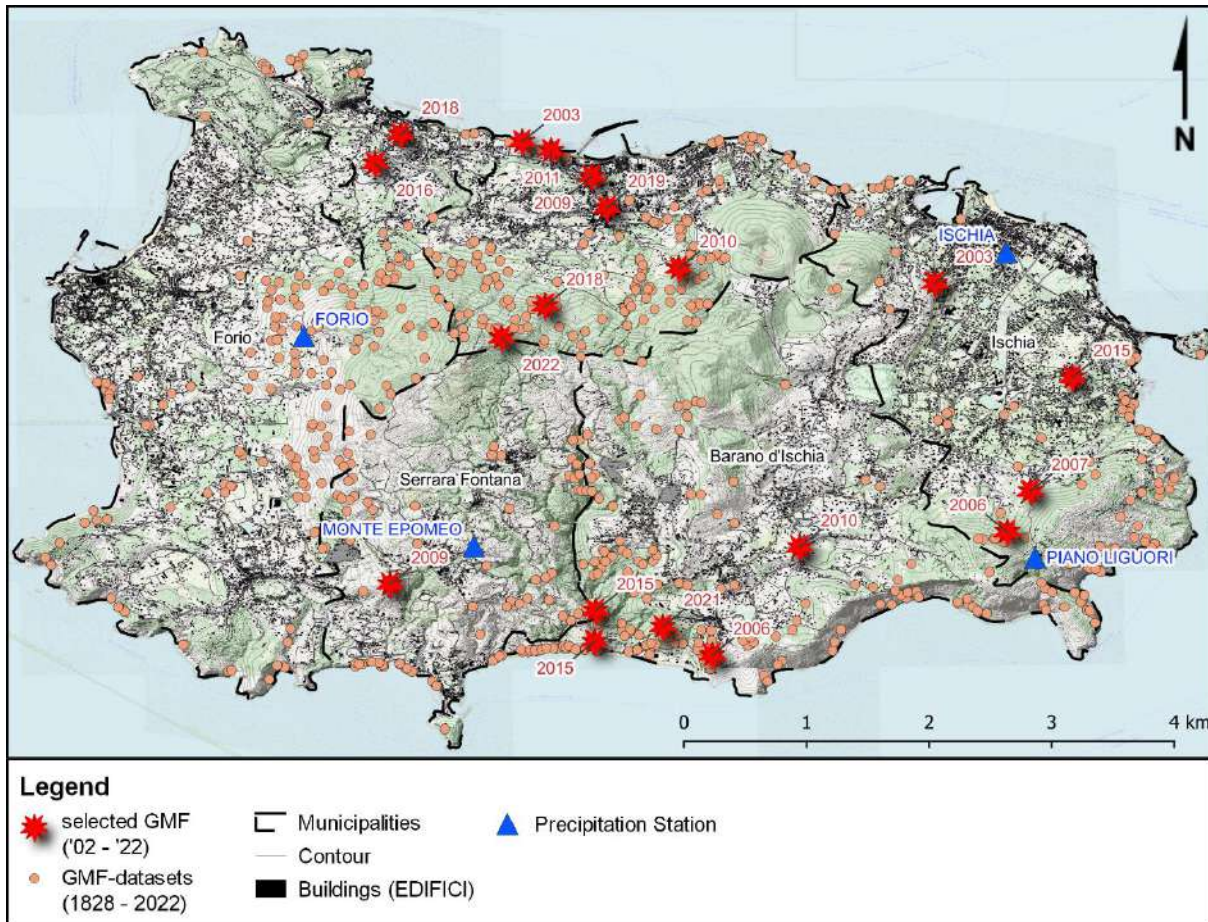 N
2018
2003
2016
2011
2019
2009
2010
ISCHIA
2003
2018
FORIO
Forio
2022
Ischia
2015
Barano d'Ischia
Serrara Fontana
2007
2006
MONTE EPOMEO
2009
2010
PIANO LIGUORI
2015
2021
2006
2015
0 1 2 3 4 km
Legend
selected GMF
('02 - '22)
GMF-datasets
(1828 - 2022)
Municipalities
Contour
Buildings (EDIFICI)
Precipitation Station